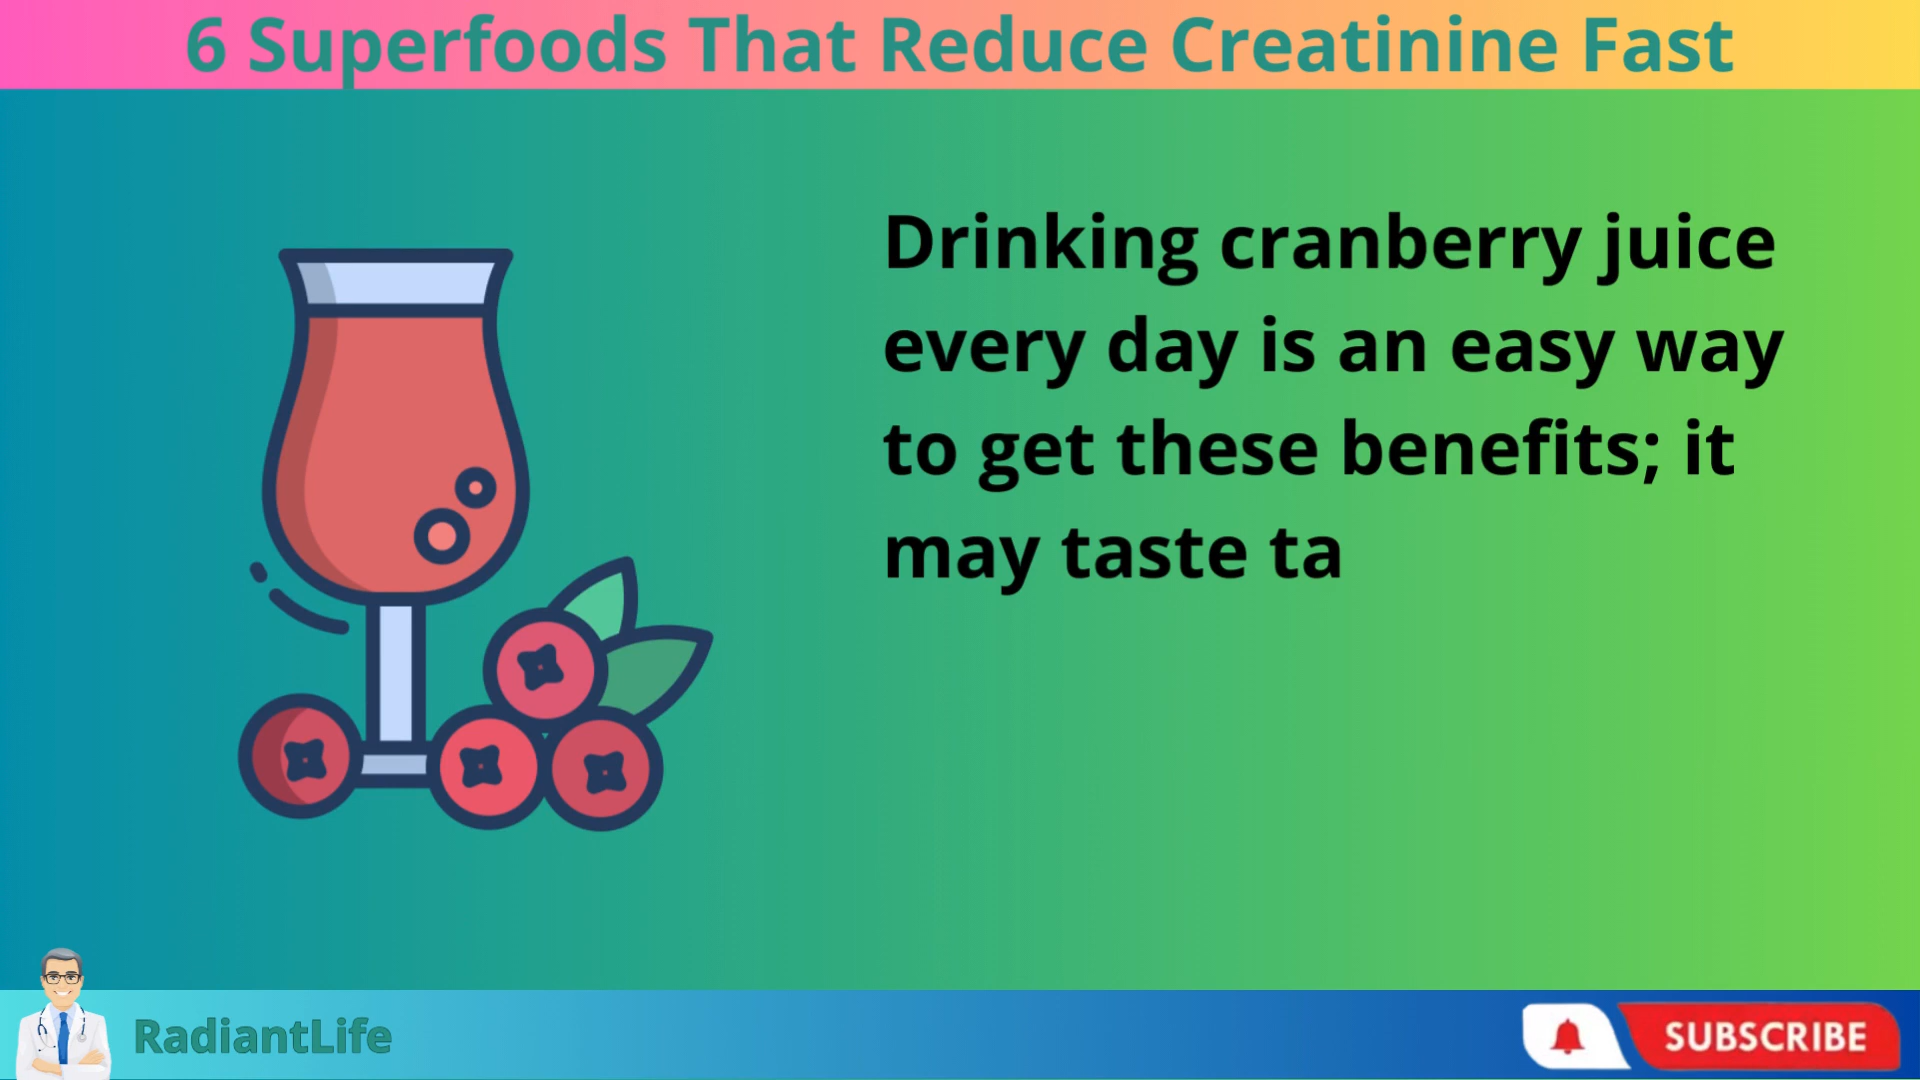 6 Superfoods That Reduce Creatinine Fast
Drinking cranberry juice
every day is an easy way
to get these benefits; it
may taste ta
RadiantLife
SUBSCRIBE